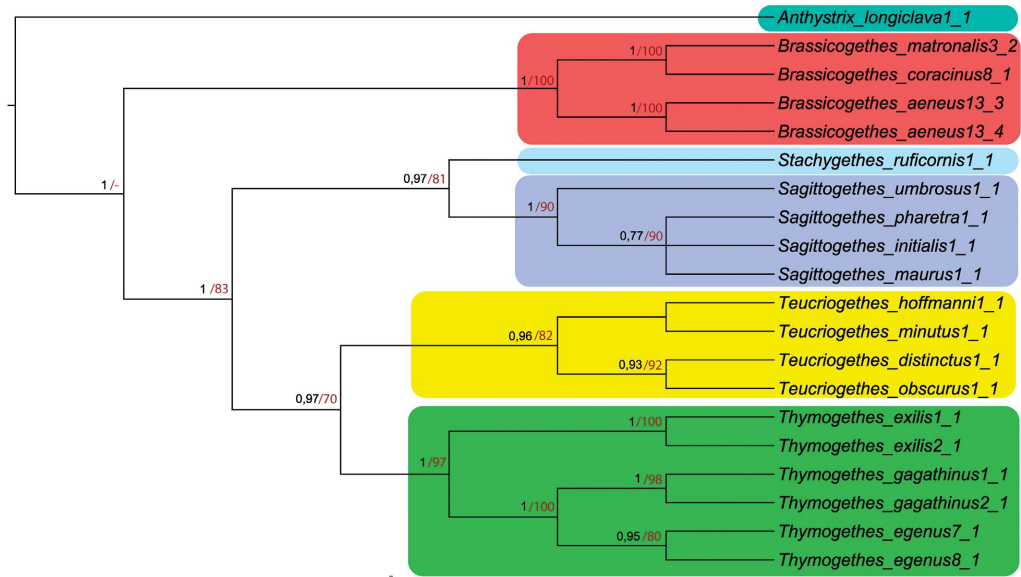 Anthystrix_longiclava1_1
Brassicogethes_matronalis3_2
1/100
Brassicogethes_coracinus8_1
1/100
Brassicogethes_aeneus13_3
1/100
Brassicogethes_aeneus13_4
Stachygethes_ruficornis1_1
0,97/81
1/-
Sagittogethes_umbrosus1_1
1/90
Sagittogethes_pharetra1_1
0,77/90
Sagittogethes_initialis1_1
Sagittogethes_maurus1_1
1/83
Teucriogethes_hoffmanni1_1
Teucriogethes_minutus1_1
0,96/82
Teucriogethes_distinctus1_1
0,93/92
Teucriogethes_obscurus1_1
0,97/70
Thymogethes_exilis1_1
1/100
Thymogethes_exilis2_1
1/97
Thymogethes_gagathinus1_1
1/98
Thymogethes_gagathinus2_1
1/100
Thymogethes_egenus7_1
0,95/80
Thymogethes_egenus8_1